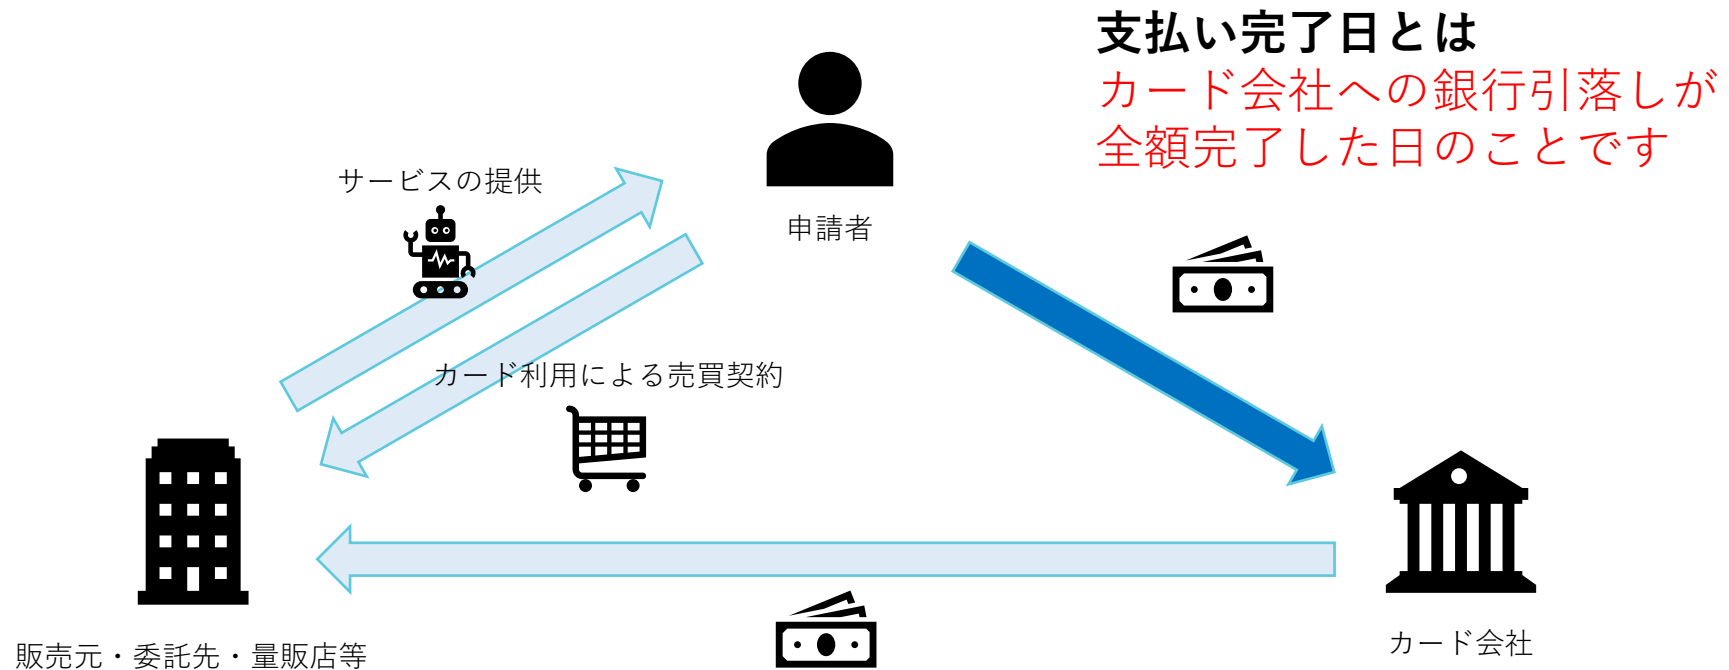 支払い完了日とは
カード会社への銀行引落しが
全額完了した日のことです
サービスの提供
申請者
カード利用による売買契約
販売元・委託先・量販店等
カード会社